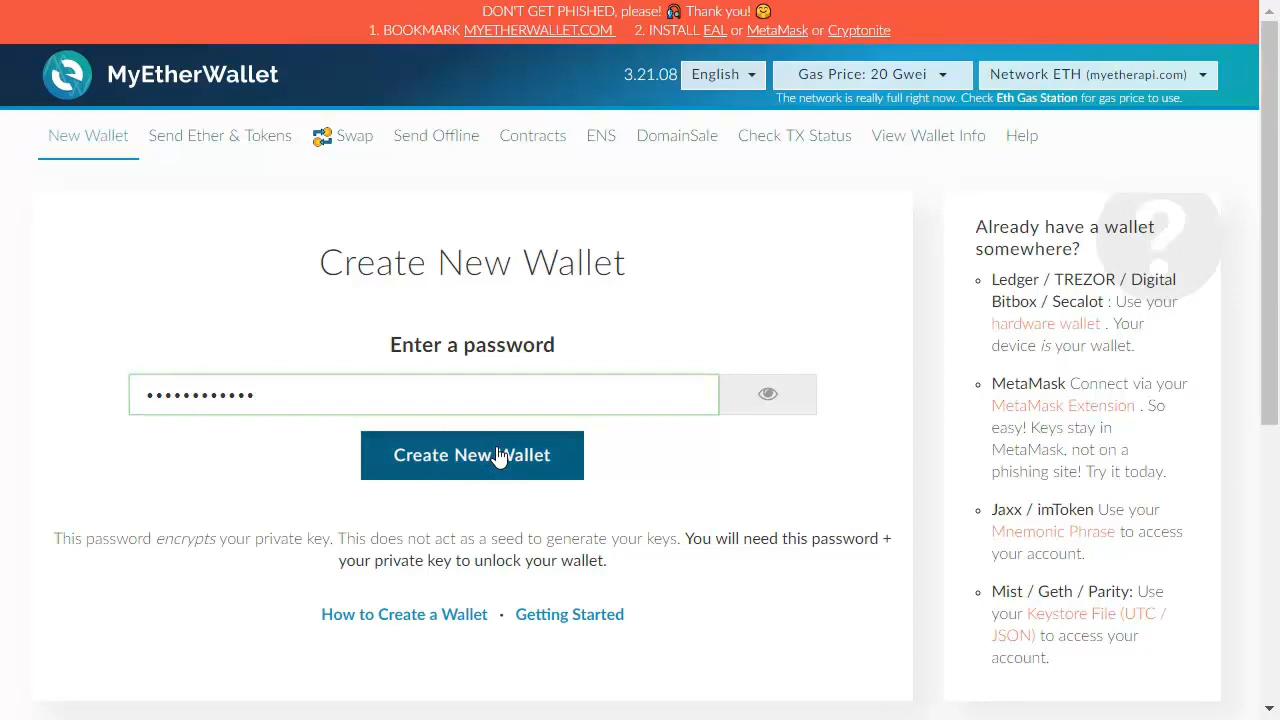 DON'T GET PHISHED, please! Thank you!
1. BOOKMARK MYETHERWALLET.COM 2. INSTALL EAL or MetaMask or Cryptonite
MyEtherWallet
3.21.08 English Gas Price: 20 Gwei Network ETH (myetherapi.com)
The network is really full right now. Check Eth Gas Station for gas price to use.
New Wallet Send Ether & Tokens Swap Send Offline Contracts ENS DomainSale Check TX Status View Wallet Info Help
Create New Wallet
Enter a password
••••••••••••
Create New Wallet
This password encrypts your private key. This does not act as a seed to generate your keys. You will need this password +
your private key to unlock your wallet.
How to Create a Wallet · Getting Started
Already have a wallet
somewhere?
Ledger / TREZOR / Digital
Bitbox / Secalot : Use your
hardware wallet . Your
device is your wallet.
MetaMask Connect via your
MetaMask Extension . So
easy! Keys stay in
MetaMask, not on a
phishing site! Try it today.
Jaxx / imToken Use your
Mnemonic Phrase to access
your account.
Mist / Geth / Parity: Use
your Keystore File (UTC /
JSON) to access your
account.